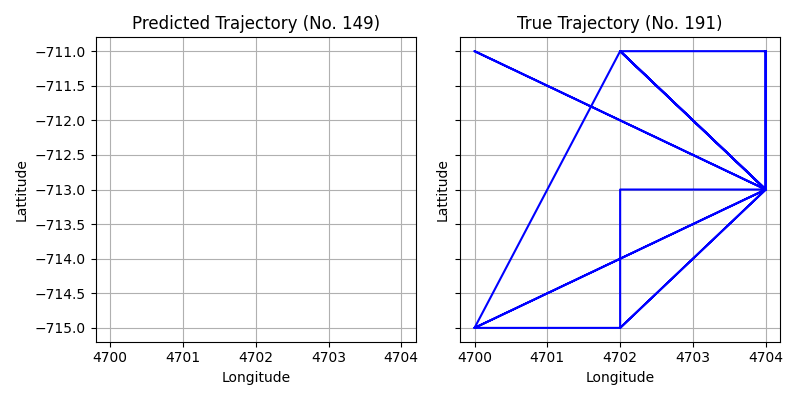 Predicted Trajectory (No. 149)
True Trajectory (No. 191)
−711.0
−711.5
−712.0
−712.5
−713.0
−713.5
−714.0
−714.5
−715.0
Lattitude
4700 4701 4702 4703 4704
Longitude
Lattitude
4700 4701 4702 4703 4704
Longitude